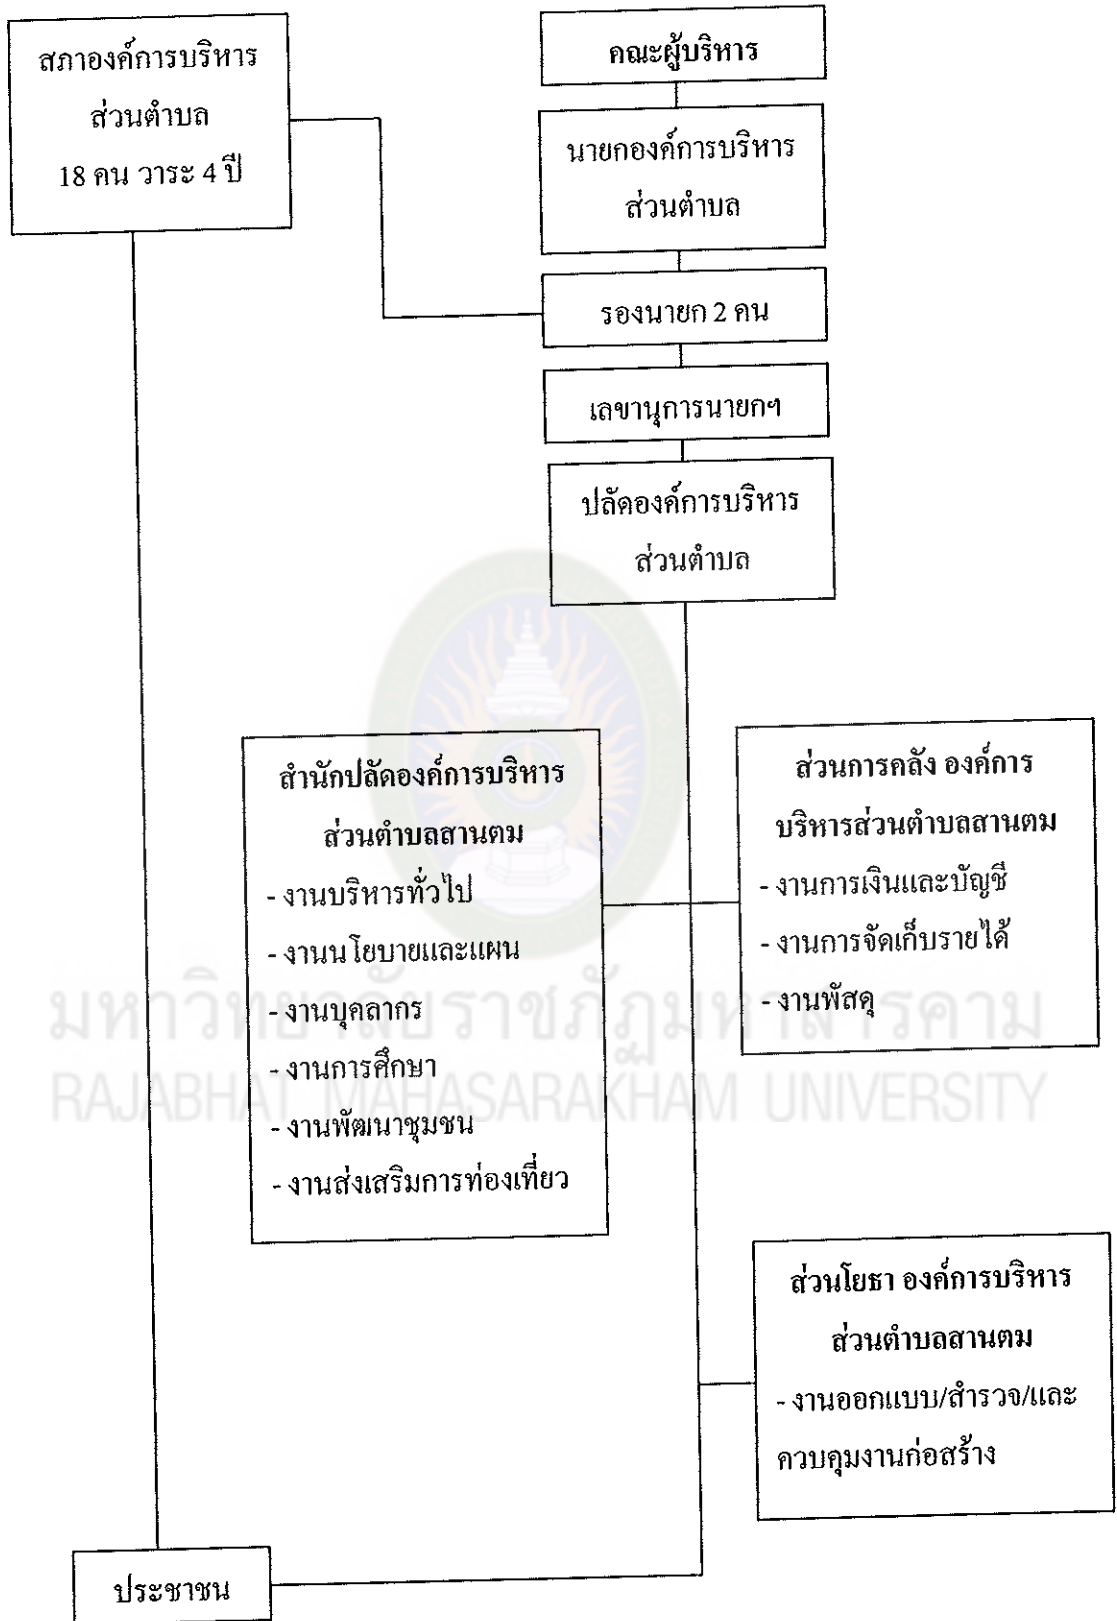 สภาองค์การบริหาร
ส่วนตำบล
18 คน วาระ 4 ปี
คณะผู้บริหาร
นายกองค์การบริหาร
ส่วนตำบล
รองนายก 2 คน
เลขานุการนายกฯ
ปลัดองค์การบริหาร
ส่วนตำบล
สำนักปลัดองค์การบริหาร
ส่วนตำบลสานตม
- งานบริหารทั่วไป
- งานนโยบายและแผน
- งานบุคลากร
- งานการศึกษา
- งานพัฒนาชุมชน
- งานส่งเสริมการท่องเที่ยว
ส่วนการคลัง องค์การ
บริหารส่วนตำบลสานตม
- งานการเงินและบัญชี
- งานการจัดเก็บรายได้
- งานพัสดุ
มหาวิทยาลัยราชภัฏมหาสารคาม
RAJABHAT MAHASARAKHAM UNIVERSITY
ส่วนโยธา องค์การบริหาร
ส่วนตำบลสานตม
- งานออกแบบ/สำรวจ/และ
ควบคุมงานก่อสร้าง
ประชาชน